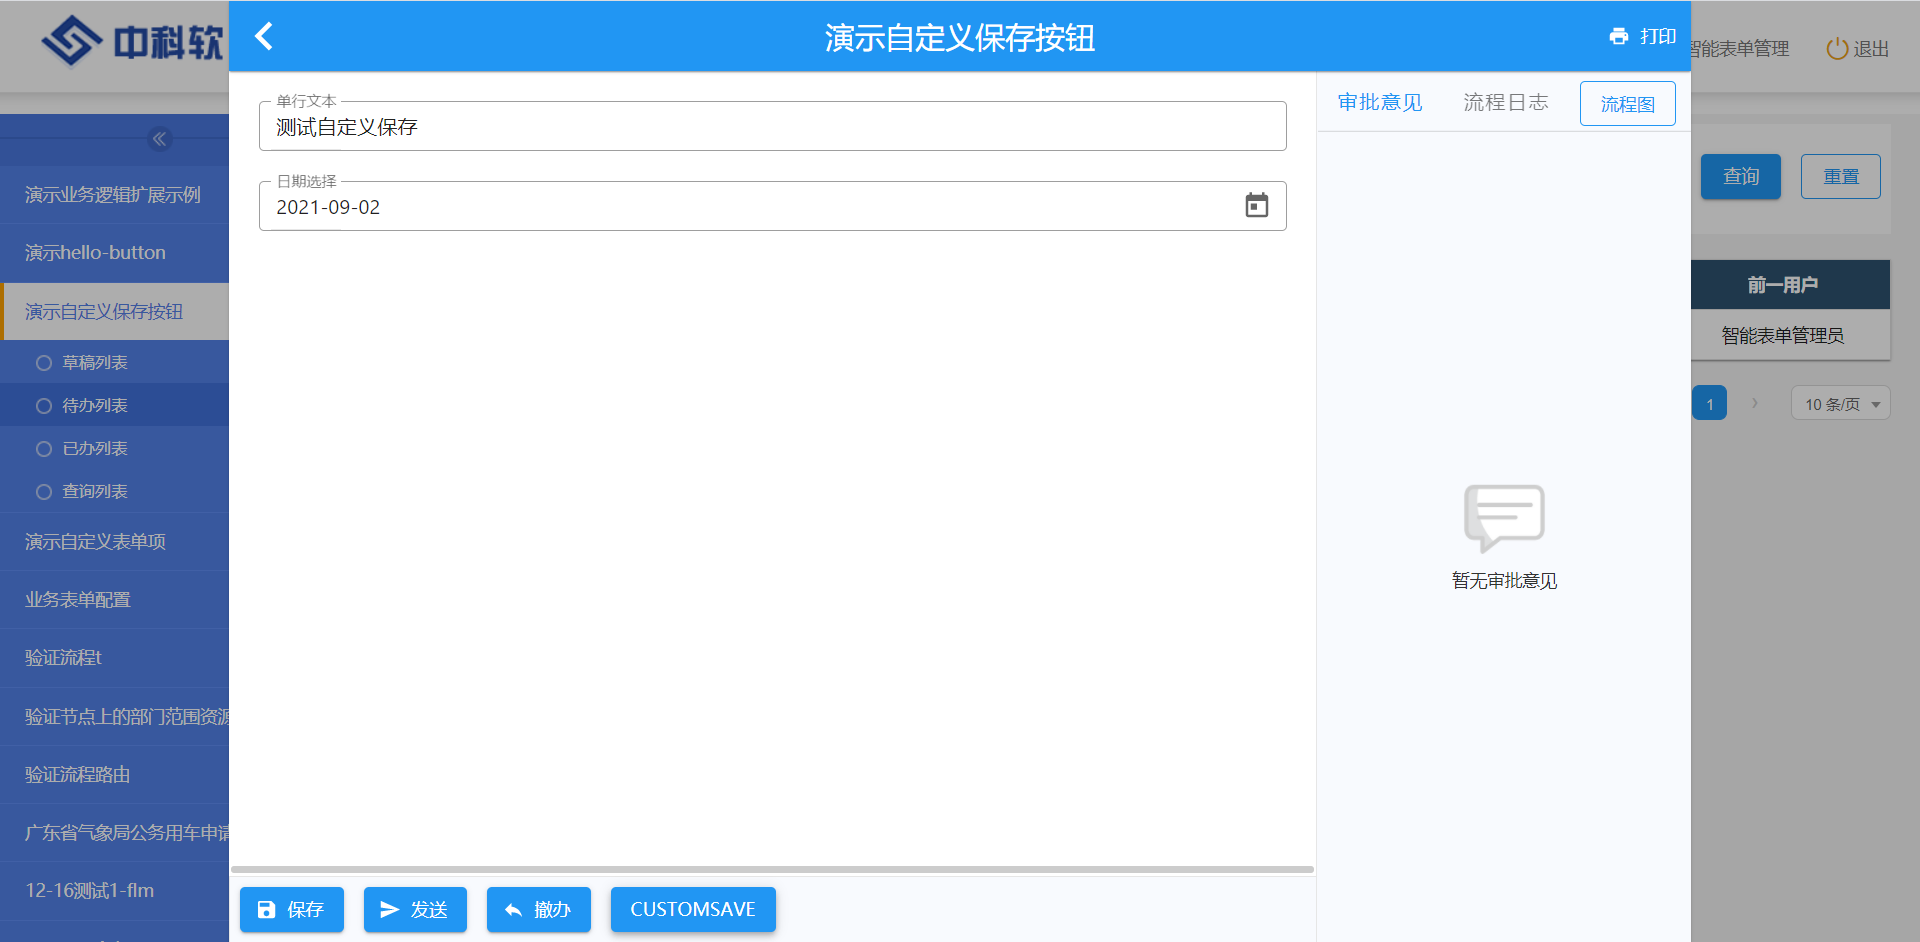 中科软
演示自定义保存按钮
打印
智能表单管理
退出
演示业务逻辑扩展示例
演示hello-button
演示自定义保存按钮
草稿列表
待办列表
已办列表
查询列表
演示自定义表单项
业务表单配置
验证流程t
验证节点上的部门范围资源
验证流程路由
广东省气象局公务用车申请
12-16测试1-flm
单行文本
测试自定义保存
日期选择
2021-09-02
审批意见
流程日志
流程图
暂无审批意见
查询
重置
前一用户
智能表单管理员
1
10 条/页
保存
发送
撤办
CUSTOMSAVE